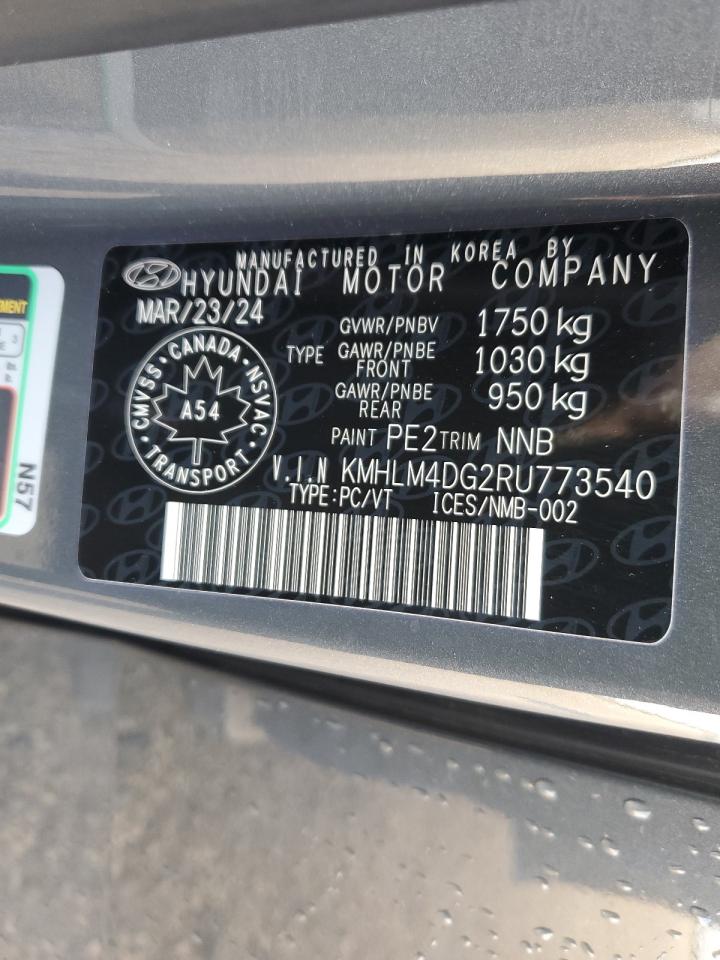 MANUFACTURED IN KOREA BY
HYUNDAI MOTOR COMPANY
MAR/23/24
GVWR/PNBV 1750 kg
TYPE GAWR/PNBE FRONT 1030 kg
GAWR/PNBE REAR 950 kg
PAINT PE2 TRIM NNB
V.I.N KMHLM4DG2RU773540
TYPE:PC/VT ICES/NMB-002
CANADA · NSVAC · TRANSPORT · CMVSS
A54
N57